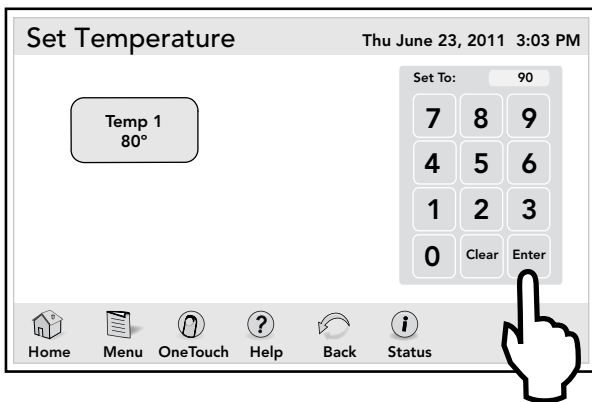 Set Temperature
Thu June 23, 2011 3:03 PM
Temp 1
80º
Set To: 90
7 8 9
4 5 6
1 2 3
0 Clear Enter
? i
Home Menu OneTouch Help Back Status